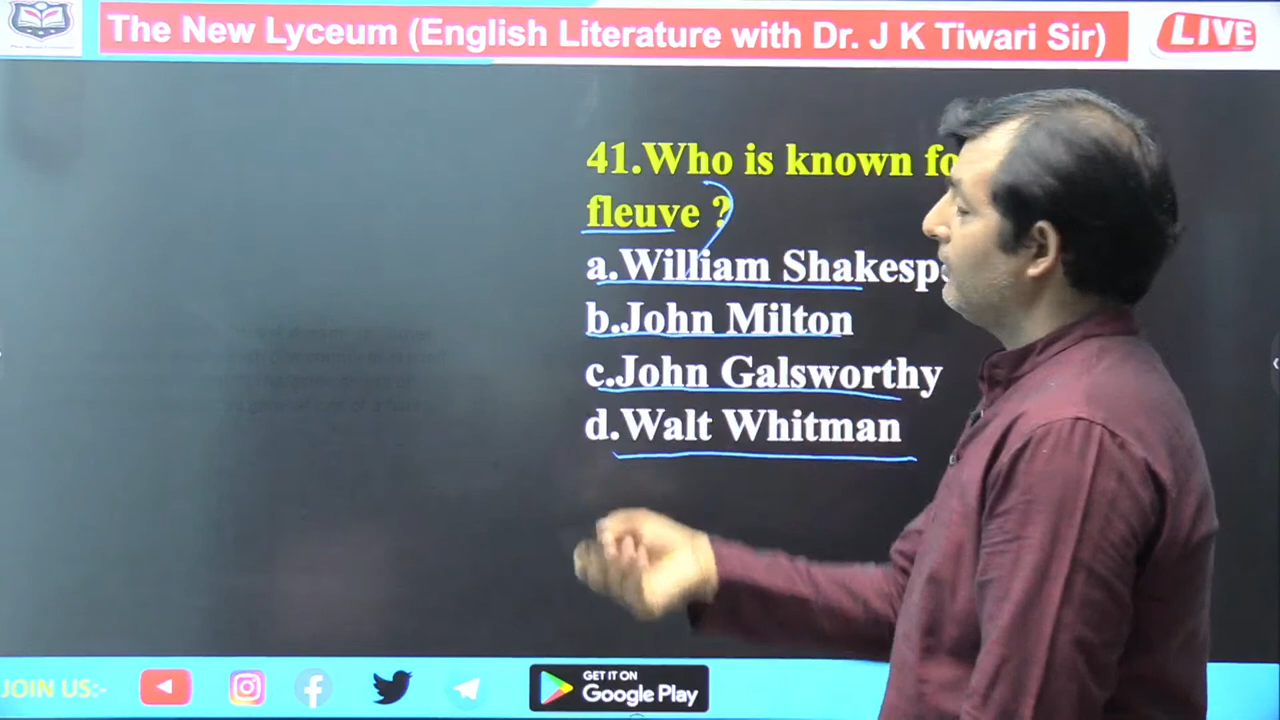 The New Lyceum (English Literature with Dr. J K Tiwari Sir)
LIVE
41.Who is known fo
fleuve ?
a.William Shakesp
b.John Milton
c.John Galsworthy
d.Walt Whitman
JOIN US:-
GET IT ON
Google Play